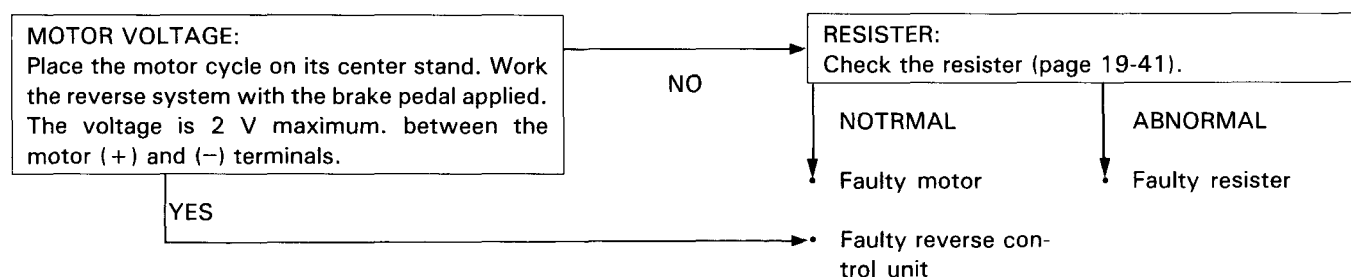 MOTOR VOLTAGE:
Place the motor cycle on its center stand. Work
the reverse system with the brake pedal applied.
The voltage is 2 V maximum. between the
motor (+) and (−) terminals.
NO
RESISTER:
Check the resister (page 19-41).
NOTRMAL
ABNORMAL
• Faulty motor
• Faulty resister
YES
• Faulty reverse con-
trol unit